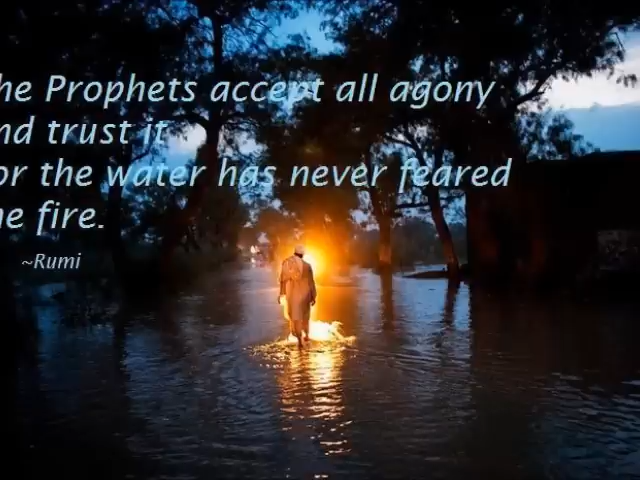 he Prophets accept all agony
nd trust it
or the water has never feared
he fire.
~Rumi